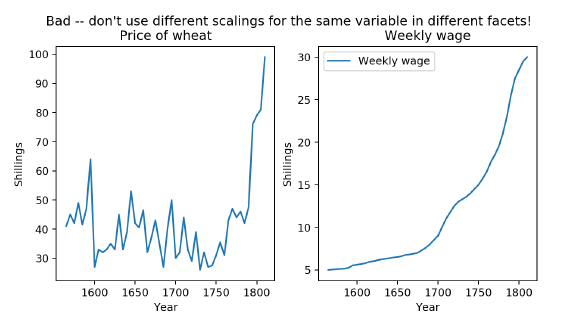 Bad -- don't use different scalings for the same variable in different facets!
Price of wheat
Weekly wage
100
90
80
70
60
50
40
30
Shillings
1600 1650 1700 1750 1800
Year
Weekly wage
30
25
20
15
10
5
Shillings
1600 1650 1700 1750 1800
Year